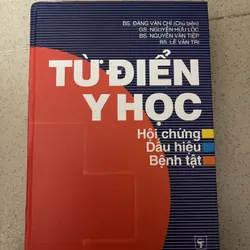 BS. ĐẶNG VĂN CHÍ (Chủ biên)
GS. NGUYỄN HỮU LỘC
BS. NGUYỄN VĂN TIỆP
BS. LÊ VĂN TRI
TỪ ĐIỂN
Y HỌC
Hội chứng
Dấu hiệu
Bệnh tật